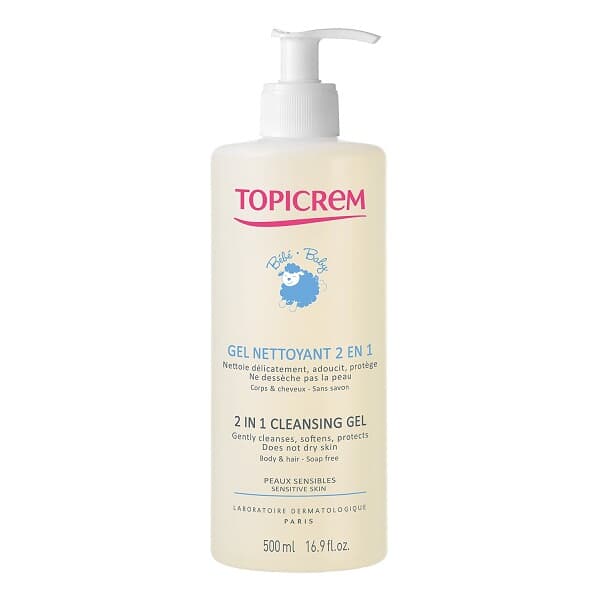 TOPICREM
Bébé • Baby
GEL NETTOYANT 2 EN 1
Nettoie délicatement, adoucit, protège
Ne dessèche pas la peau
Corps & cheveux - Sans savon
2 IN 1 CLEANSING GEL
Gently cleanses, softens, protects
Does not dry skin
Body & hair - Soap free
PEAUX SENSIBLES
SENSITIVE SKIN
LABORATOIRE DERMATOLOGIQUE
PARIS
500 ml 16.9 fl.oz.